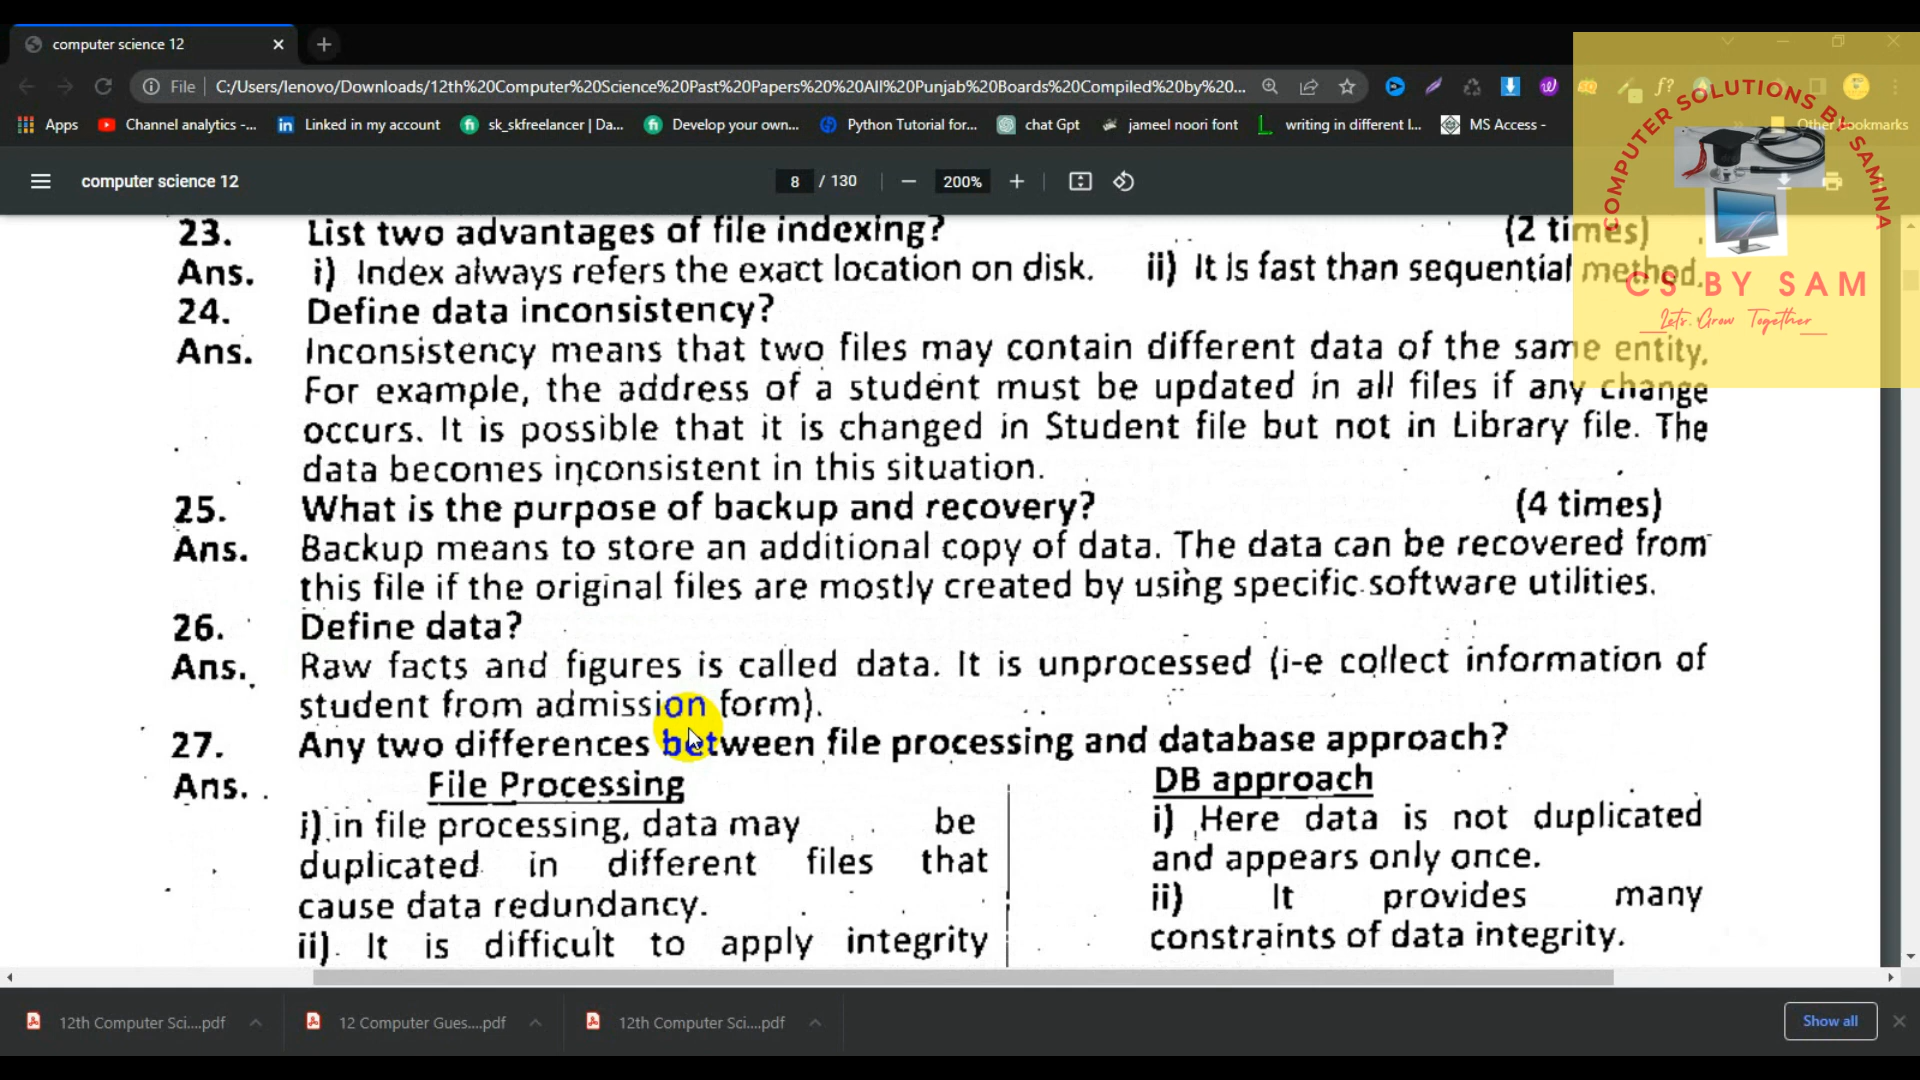 computer science 12
File
C:/Users/lenovo/Downloads/12th%20Computer%20Science%20Past%20Papers%20%20All%20Punjab%20Boards%20Compiled%20by%20...
Apps
Channel analytics -...
Linked in my account
sk_skfreelancer | Da...
Develop your own...
Python Tutorial for...
chat Gpt
jameel noori font
writing in different l...
MS Access -
Other Bookmarks
computer science 12
8 / 130
200%
COMPUTER SOLUTIONS BY SAMINA
CS BY SAM
Let's Grow Together
23. List two advantages of file indexing? (2 times)
Ans. i) Index always refers the exact location on disk. ii) It is fast than sequential method.
24. Define data inconsistency?
Ans. Inconsistency means that two files may contain different data of the same entity.
For example, the address of a student must be updated in all files if any change
occurs. It is possible that it is changed in Student file but not in Library file. The
data becomes inconsistent in this situation.
25. What is the purpose of backup and recovery? (4 times)
Ans. Backup means to store an additional copy of data. The data can be recovered from
this file if the original files are mostly created by using specific software utilities.
26. Define data?
Ans. Raw facts and figures is called data. It is unprocessed (i-e collect information of
student from admission form).
27. Any two differences between file processing and database approach?
Ans. File Processing
i) in file processing, data may be
duplicated in different files that
cause data redundancy.
ii). It is difficult to apply integrity
DB approach
i) Here data is not duplicated
and appears only once.
ii) It provides many
constraints of data integrity.
12th Computer Sci....pdf
12 Computer Gues....pdf
12th Computer Sci....pdf
Show all